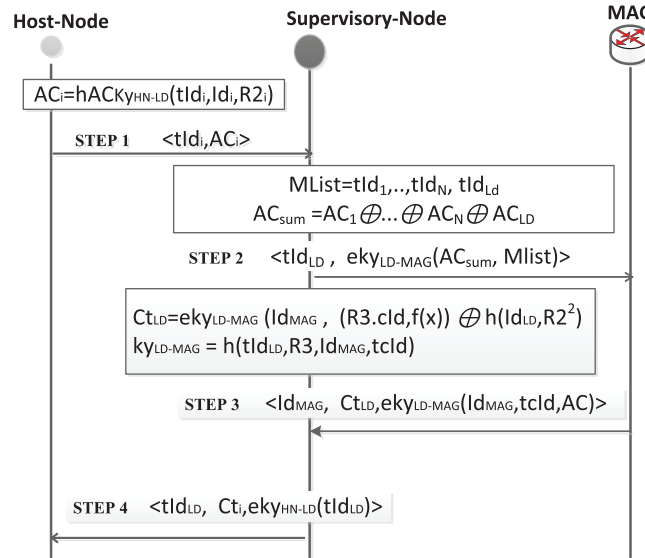 Host-Node
Supervisory-Node
MAG
ACi=hACKyHN-LD(tIdi,Idi,R2i)
STEP 1 <tIdi,ACi>
MList=tId1,..,tIdN, tIdLd
ACsum =AC1⊕...⊕ACN⊕ACLD
STEP 2 <tIdLD , ekyLD-MAG(ACsum, Mlist)>
CtLD=ekyLD-MAG (IdMAG , (R3.cId,f(x)) ⊕h(IdLD,R2²)
kyLD-MAG = h(tIdLD,R3,IdMAG,tcId)
STEP 3 <IdMAG, CtLD,ekyLD-MAG(IdMAG,tcId,AC)>
STEP 4 <tIdLD, Cti,ekyHN-LD(tIdLD)>